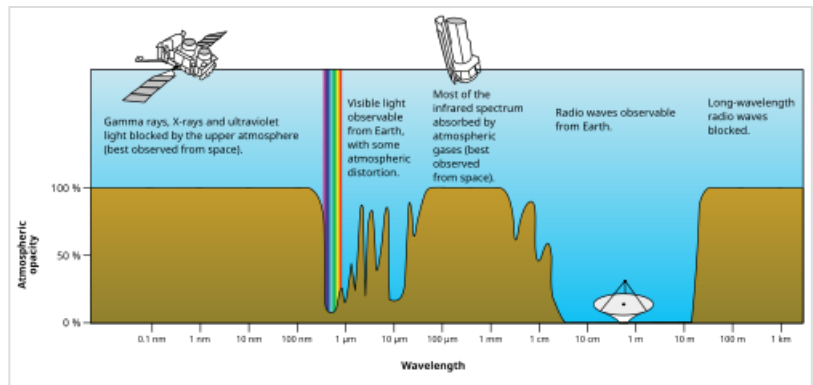 Gamma rays, X-rays and ultraviolet
light blocked by the upper atmosphere
(best observed from space).
Visible light
observable
from Earth,
with some
atmospheric
distortion.
Most of the
infrared spectrum
absorbed by
atmospheric
gases (best
observed
from space).
Radio waves observable
from Earth.
Long-wavelength
radio waves
blocked.
Atmospheric
opacity
100 %
50 %
0 %
0.1 nm 1 nm 10 nm 100 nm 1 μm 10 μm 100 μm 1 mm 1 cm 10 cm 1 m 10 m 100 m 1 km
Wavelength